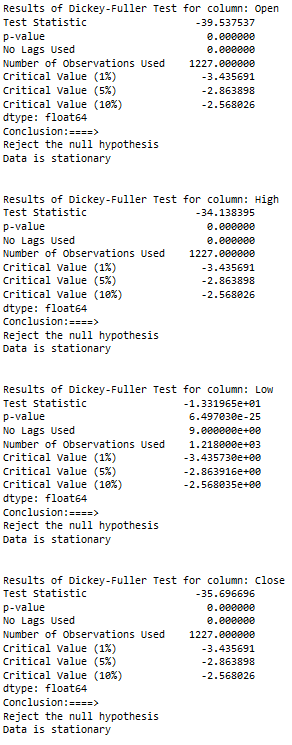 Results of Dickey-Fuller Test for column: Open
Test Statistic -39.537537
p-value 0.000000
No Lags Used 0.000000
Number of Observations Used 1227.000000
Critical Value (1%) -3.435691
Critical Value (5%) -2.863898
Critical Value (10%) -2.568026
dtype: float64
Conclusion:====>
Reject the null hypothesis
Data is stationary
Results of Dickey-Fuller Test for column: High
Test Statistic -34.138395
p-value 0.000000
No Lags Used 0.000000
Number of Observations Used 1227.000000
Critical Value (1%) -3.435691
Critical Value (5%) -2.863898
Critical Value (10%) -2.568026
dtype: float64
Conclusion:====>
Reject the null hypothesis
Data is stationary
Results of Dickey-Fuller Test for column: Low
Test Statistic -1.331965e+01
p-value 6.497030e-25
No Lags Used 9.000000e+00
Number of Observations Used 1.218000e+03
Critical Value (1%) -3.435730e+00
Critical Value (5%) -2.863916e+00
Critical Value (10%) -2.568035e+00
dtype: float64
Conclusion:====>
Reject the null hypothesis
Data is stationary
Results of Dickey-Fuller Test for column: Close
Test Statistic -35.696696
p-value 0.000000
No Lags Used 0.000000
Number of Observations Used 1227.000000
Critical Value (1%) -3.435691
Critical Value (5%) -2.863898
Critical Value (10%) -2.568026
dtype: float64
Conclusion:====>
Reject the null hypothesis
Data is stationary